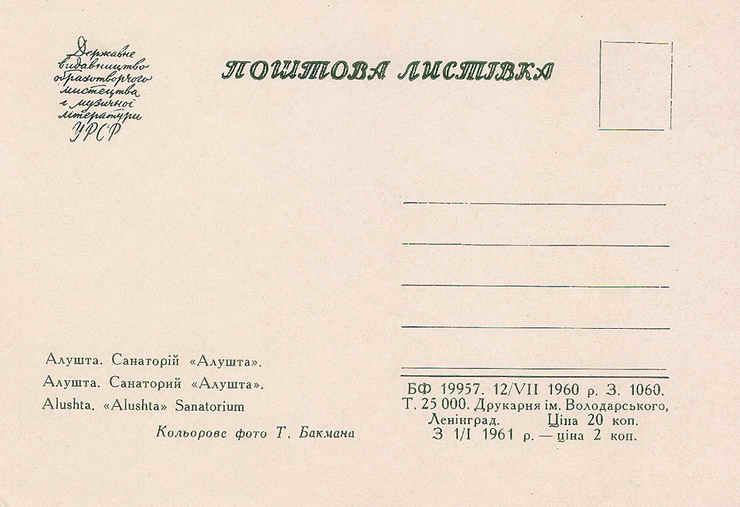 Державне
видавництво
образотворчого
мистецтва
і музичної
літератури
УРСР
ПОШТОВА ЛИСТІВКА
Алушта. Санаторій «Алушта».
Алушта. Санаторий «Алушта».
Alushta. «Alushta» Sanatorium
Кольорове фото Т. Бакмана
БФ 19957. 12/VII 1960 р. З. 1060.
Т. 25 000. Друкарня ім. Володарського,
Ленінград. Ціна 20 коп.
З 1/I 1961 р. — ціна 2 коп.